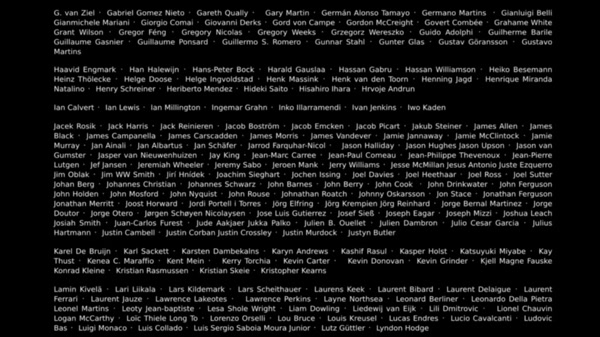 G. van Ziel · Gabriel Gomez Nieto · Gareth Qually · Gary Martin · Germán Alonso Tamayo · Germano Martins · Gianluigi Belli
Gianmichele Mariani · Giorgio Comai · Giovanni Derks · Gord von Campe · Gordon McCreight · Govert Combée · Grahame White
Grant Wilson · Gregor Féng · Gregory Nicolas · Gregory Weeks · Grzegorz Wereszko · Guido Adolphi · Guilherme Barile
Guillaume Gasnier · Guillaume Ponsard · Guillermo S. Romero · Gunnar Stahl · Gunter Glas · Gustav Göransson · Gustavo
Martins
Haavid Engmark · Han Halewijn · Hans-Peter Bock · Harald Gauslaa · Hassan Gabru · Hassan Williamson · Heiko Besemann
Heinz Thölecke · Helge Doose · Helge Ingvoldstad · Henk Massink · Henk van den Toorn · Henning Jagd · Henrique Miranda
Natalino · Henry Schreiner · Heriberto Mendez · Hideki Saito · Hisahiro Ihara · Hrvoje Andrun
Ian Calvert · Ian Lewis · Ian Millington · Ingemar Grahn · Inko Illarramendi · Ivan Jenkins · Iwo Kaden
Jacek Rosik · Jack Harris · Jack Reinieren · Jacob Boström · Jacob Emcken · Jacob Picart · Jakub Steiner · James Allen · James
Black · James Campanella · James Carscadden · James Morris · James Vandever · Jamie Jannaway · Jamie McClintock · Jamie
Murray · Jan Ainali · Jan Albartus · Jan Schäfer · Jarrod Farquhar-Nicol · Jason Halliday · Jason Hughes Jason Upson · Jason van
Gumster · Jasper van Nieuwenhuizen · Jay King · Jean-Marc Carree · Jean-Paul Comeau · Jean-Philippe Thevenoux · Jean-Pierre
Lutgen · Jef Jansen · Jeremiah Wheeler · Jeremy Sabo · Jeroen Mank · Jerry Williams · Jesse McMillan Jesus Antonio Juste Ezquerro
Jim Oblak · Jim WW Smith · Jiří Hnídek · Joachim Sieghart · Jochen Issing · Joel Davies · Joel Heethaar · Joel Ross · Joel Sutter
Johan Berg · Johannes Christian · Johannes Schwarz · John Barnes · John Berry · John Cook · John Drinkwater · John Ferguson
John Holden · John Mosford · John Nyquist · John Rouse · Johnathan Roatch · Johnny Oskarsson · Jon Stace · Jonathan Ferguson
Jonathan Merritt · Joost Howard · Jordi Portell i Torres · Jörg Elfring · Jörg Krempien Jörg Reinhard · Jorge Bernal Martinez · Jorge
Doutor · Jorge Otero · Jørgen Schøyen Nicolaysen · Jose Luis Gutierrez · Josef Sieß · Joseph Eagar · Joseph Mizzi · Joshua Leach
Josiah Smith · Juan-Carlos Furest · Jude Aakjaer Jukka Palko · Julien B. Ouellet · Julien Dambron · Julio Cesar Garcia · Julius
Hartmann · Justin Cambell · Justin Corban Justin Crossley · Justin Murdock · Justyn Butler
Karel De Bruijn · Karl Sackett · Karsten Dambekalns · Karyn Andrews · Kashif Rasul · Kasper Holst · Katsuyuki Miyabe · Kay
Thust · Kenea C. Maraffio · Kent Mein · Kerry Torchia · Kevin Carter · Kevin Donovan · Kevin Grinder · Kjell Magne Fauske
Konrad Kleine · Kristian Rasmussen · Kristian Skeie · Kristopher Kearns
Lamin Kivelä · Lari Liikala · Lars Kildemark · Lars Scheithauer · Laurens Keek · Laurent Bibard · Laurent Delaigue · Laurent
Ferrari · Laurent Jauze · Lawrence Lakeotes · Lawrence Perkins · Layne Northsea · Leonard Berliner · Leonardo Della Pietra
Leonel Martins · Leoty Jean-baptiste · Lesa Shole Wright · Liam Dowling · Liedewij van Eijk · Lili Dmitrovic · Lionel Chauvin
Logan McCarthy · Loïc Thiele Long To · Lorenzo Orselli · Lou Bruce · Louis Kreusel · Lucas Endres · Lucio Cavalcanti · Ludovic
Bas · Luigi Monaco · Luis Collado · Luis Sergio Saboia Moura Junior · Lutz Güttler · Lyndon Hodge